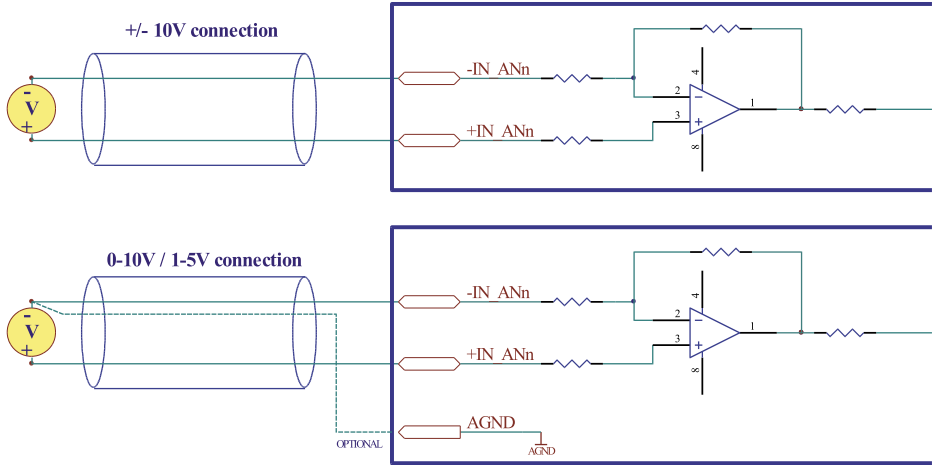 +/- 10V connection
-IN_ANn
4
2
-
V
1
3
+
+IN_ANn
8
0-10V / 1-5V connection
-IN_ANn
4
2
-
V
1
3
+
+IN_ANn
8
AGND
OPTIONAL
AGND